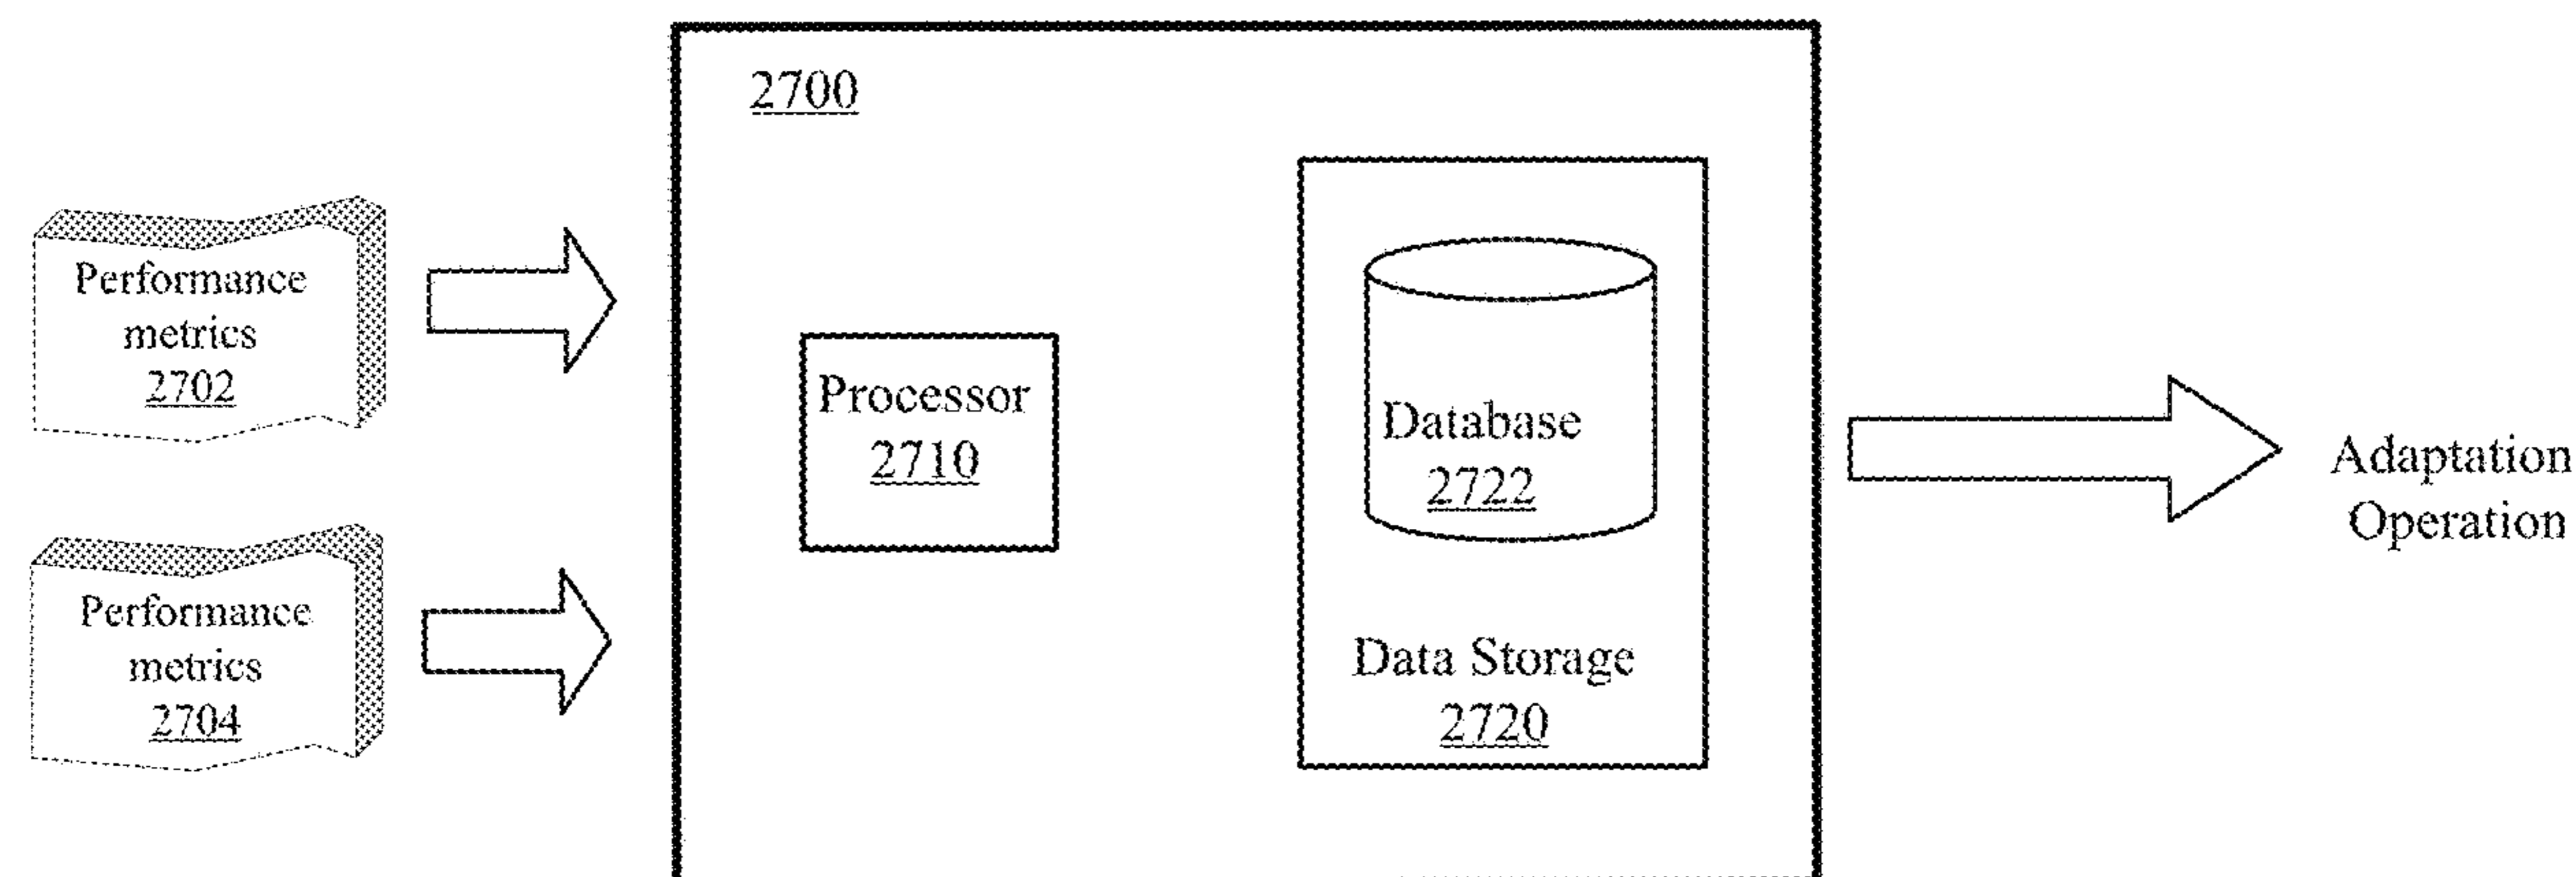 2700
Performance
metrics
2702
Processor
2710
Database
2722
Adaptation
Operation
Performance
metrics
2704
Data Storage
2720